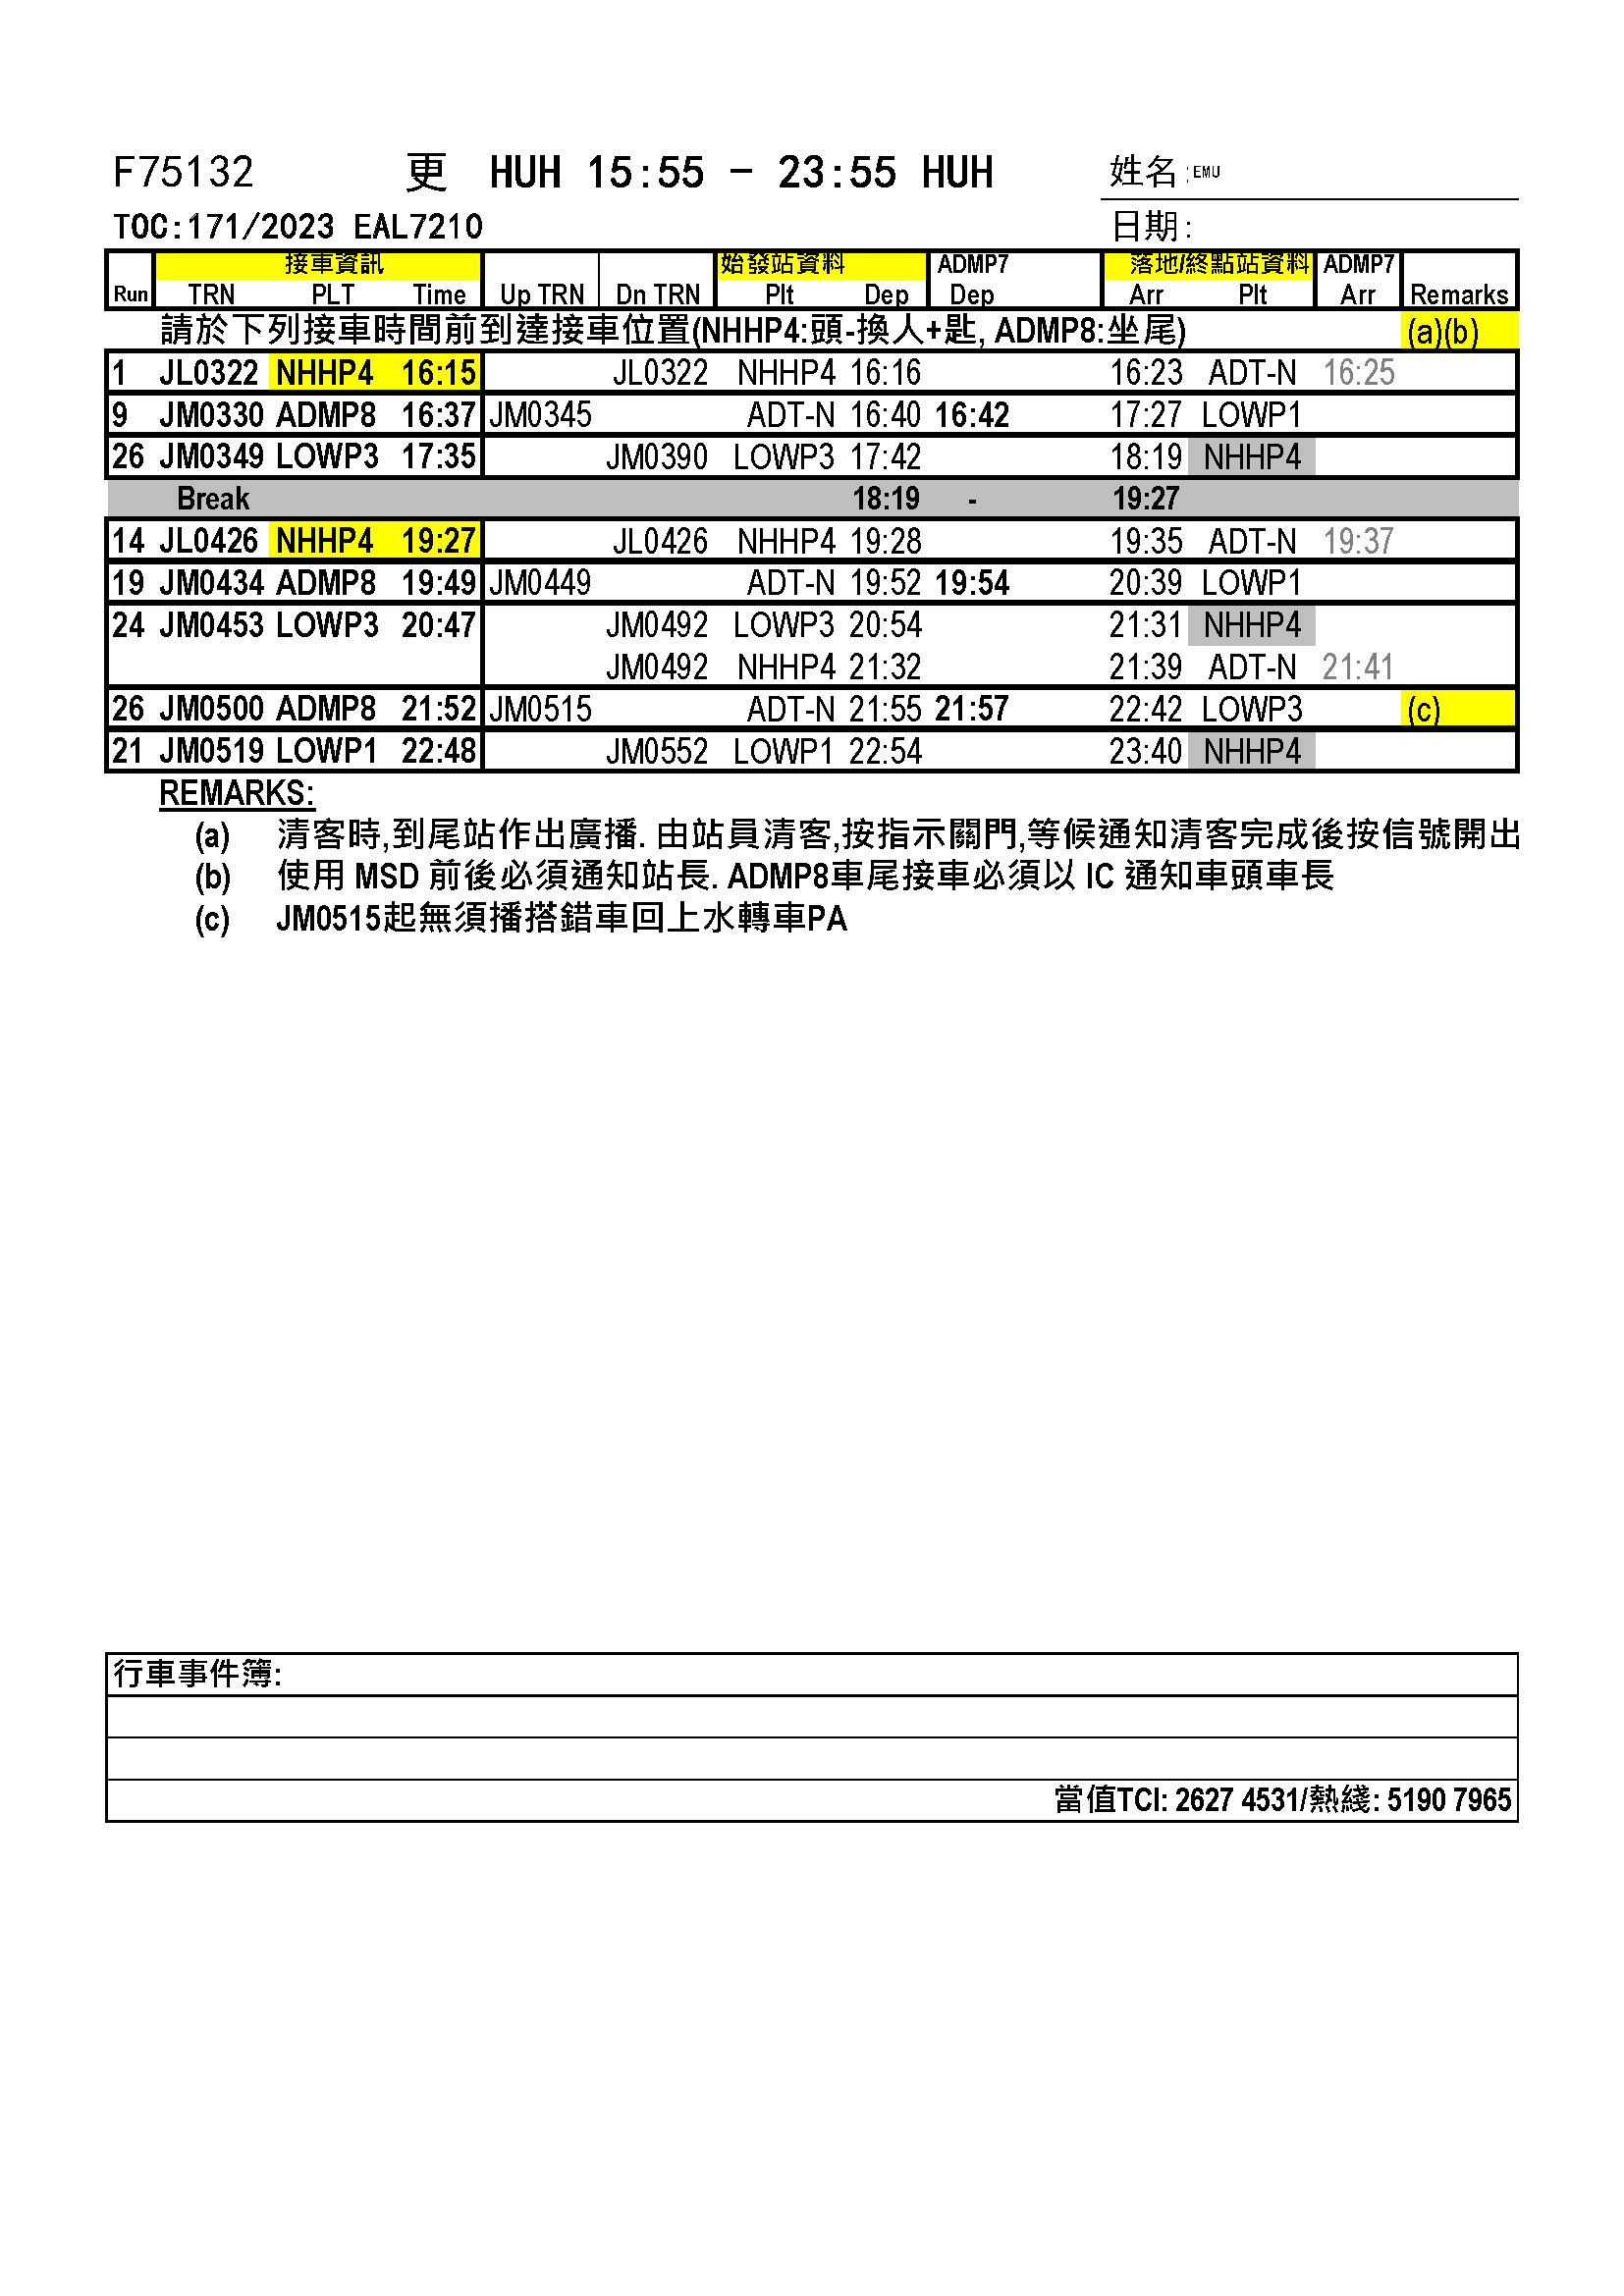 F75132 更 HUH 15:55 - 23:55 HUH 姓名:EMU
TOC:171/2023 EAL7210 日期:
接車資訊 始發站資料 ADMP7 落地/終點站資料 ADMP7
Run TRN PLT Time Up TRN Dn TRN Plt Dep Dep Arr Plt Arr Remarks
請於下列接車時間前到達接車位置(NHHP4:頭-換人+匙, ADMP8:坐尾) (a)(b)
1 JL0322 NHHP4 16:15 JL0322 NHHP4 16:16 16:23 ADT-N 16:25
9 JM0330 ADMP8 16:37 JM0345 ADT-N 16:40 16:42 17:27 LOWP1
26 JM0349 LOWP3 17:35 JM0390 LOWP3 17:42 18:19 NHHP4
Break 18:19 - 19:27
14 JL0426 NHHP4 19:27 JL0426 NHHP4 19:28 19:35 ADT-N 19:37
19 JM0434 ADMP8 19:49 JM0449 ADT-N 19:52 19:54 20:39 LOWP1
24 JM0453 LOWP3 20:47 JM0492 LOWP3 20:54 21:31 NHHP4
JM0492 NHHP4 21:32 21:39 ADT-N 21:41
26 JM0500 ADMP8 21:52 JM0515 ADT-N 21:55 21:57 22:42 LOWP3 (c)
21 JM0519 LOWP1 22:48 JM0552 LOWP1 22:54 23:40 NHHP4
REMARKS:
(a) 清客時,到尾站作出廣播. 由站員清客,按指示關門,等候通知清客完成後按信號開出
(b) 使用 MSD 前後必須通知站長. ADMP8車尾接車必須以 IC 通知車頭車長
(c) JM0515起無須播搭錯車回上水轉車PA
行車事件簿:
當值TCI: 2627 4531/熱綫: 5190 7965